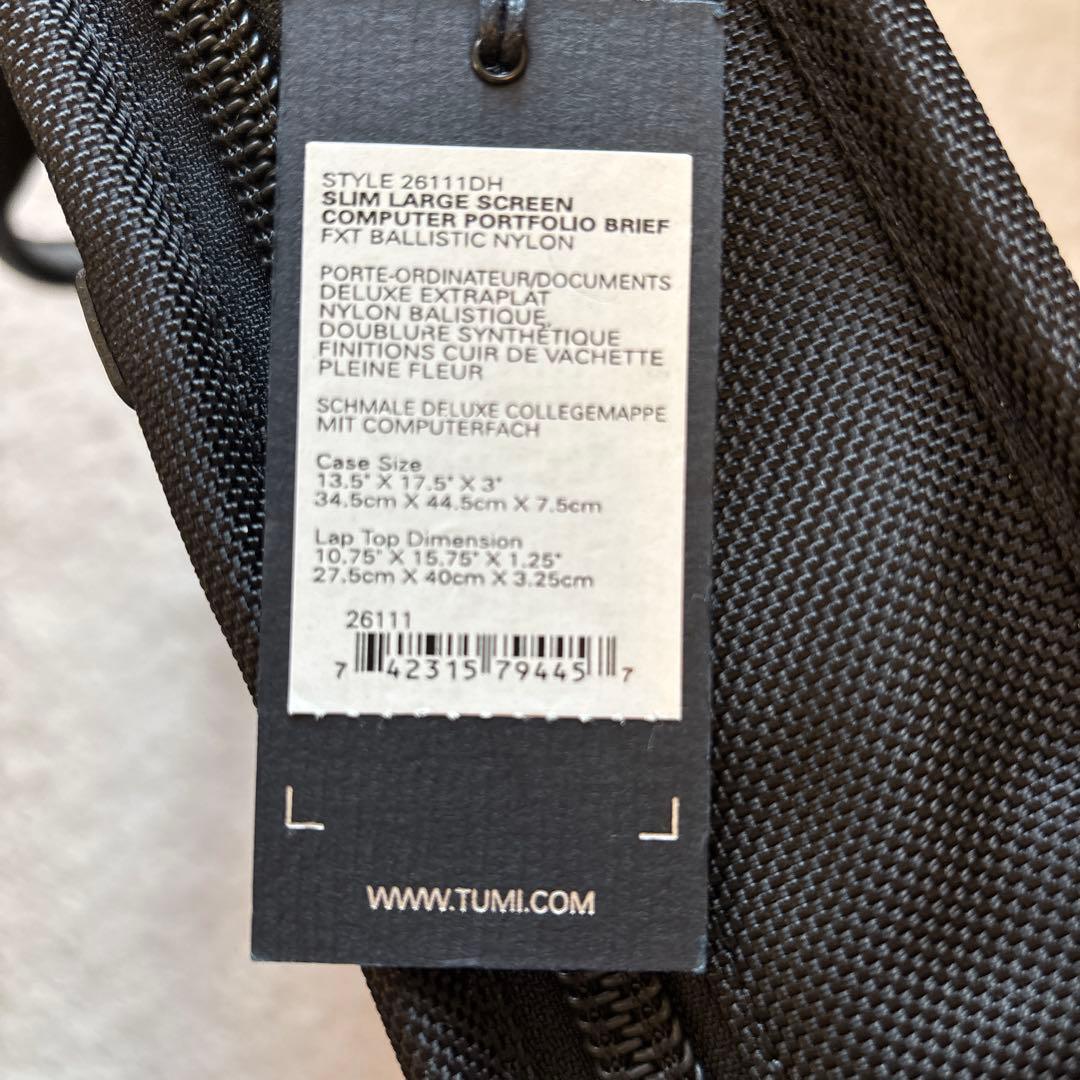 STYLE 26111DH
SLIM LARGE SCREEN
COMPUTER PORTFOLIO BRIEF
FXT BALLISTIC NYLON
PORTE-ORDINATEUR/DOCUMENTS
DELUXE EXTRAPLAT
NYLON BALISTIQUE,
DOUBLURE SYNTHÉTIQUE
FINITIONS CUIR DE VACHETTE
PLEINE FLEUR
SCHMALE DELUXE COLLEGEMAPPE
MIT COMPUTERFACH
Case Size
13.5" X 17.5" X 3"
34.5cm X 44.5cm X 7.5cm
Lap Top Dimension
10.75" X 15.75" X 1.25"
27.5cm X 40cm X 3.25cm
26111
7 42315 79445 7
WWW.TUMI.COM